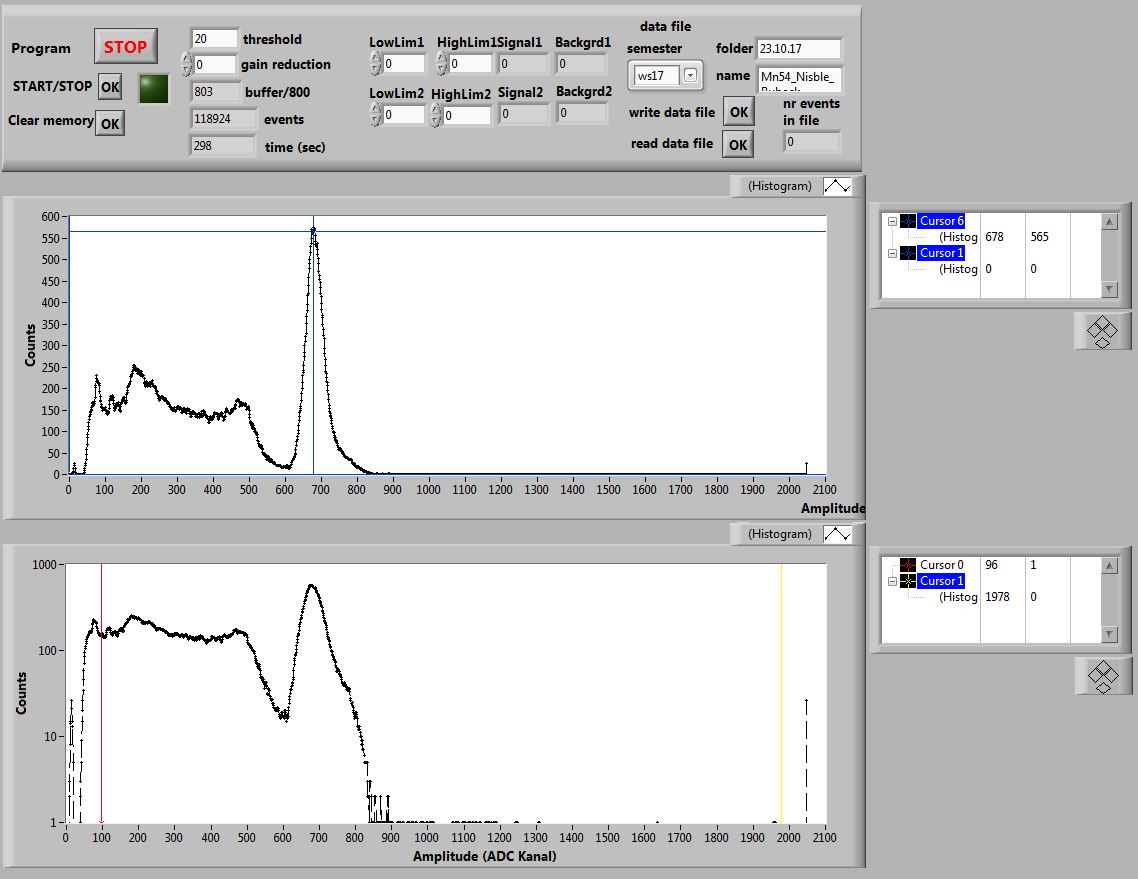 Program STOP
START/STOP OK
Clear memory OK
20 threshold
0 gain reduction
803 buffer/800
118924 events
298 time (sec)
LowLim1 HighLim1 Signal1 Backgrd1
0 0 0 0
LowLim2 HighLim2 Signal2 Backgrd2
0 0 0 0
data file
semester folder 23.10.17
ws17 name Mn54_Nisble_
write data file OK nr events
in file
read data file OK 0
(Histogram)
600
550
500
450
400
350
300
250
200
150
100
50
0
Counts
0 100 200 300 400 500 600 700 800 900 1000 1100 1200 1300 1400 1500 1600 1700 1800 1900 2000 2100
Amplitude
Cursor 6
(Histog 678 565
Cursor 1
(Histog 0 0
(Histogram)
1000
100
10
1
Counts
0 100 200 300 400 500 600 700 800 900 1000 1100 1200 1300 1400 1500 1600 1700 1800 1900 2000 2100
Amplitude (ADC Kanal)
Cursor 0 96 1
Cursor 1
(Histog 1978 0